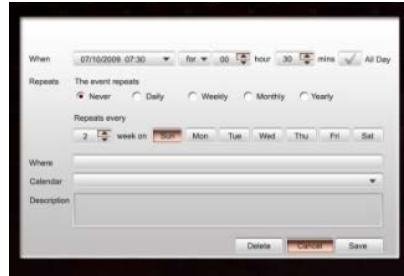 When 07/10/2009 07:30 for 00 hour 30 mins All Day
Repeats The event repeats
Never Daily Weekly Monthly Yearly
Repeats every
2 week on Sun Mon Tue Wed Thu Fri Sat
Where
Calendar
Description
Delete Cancel Save